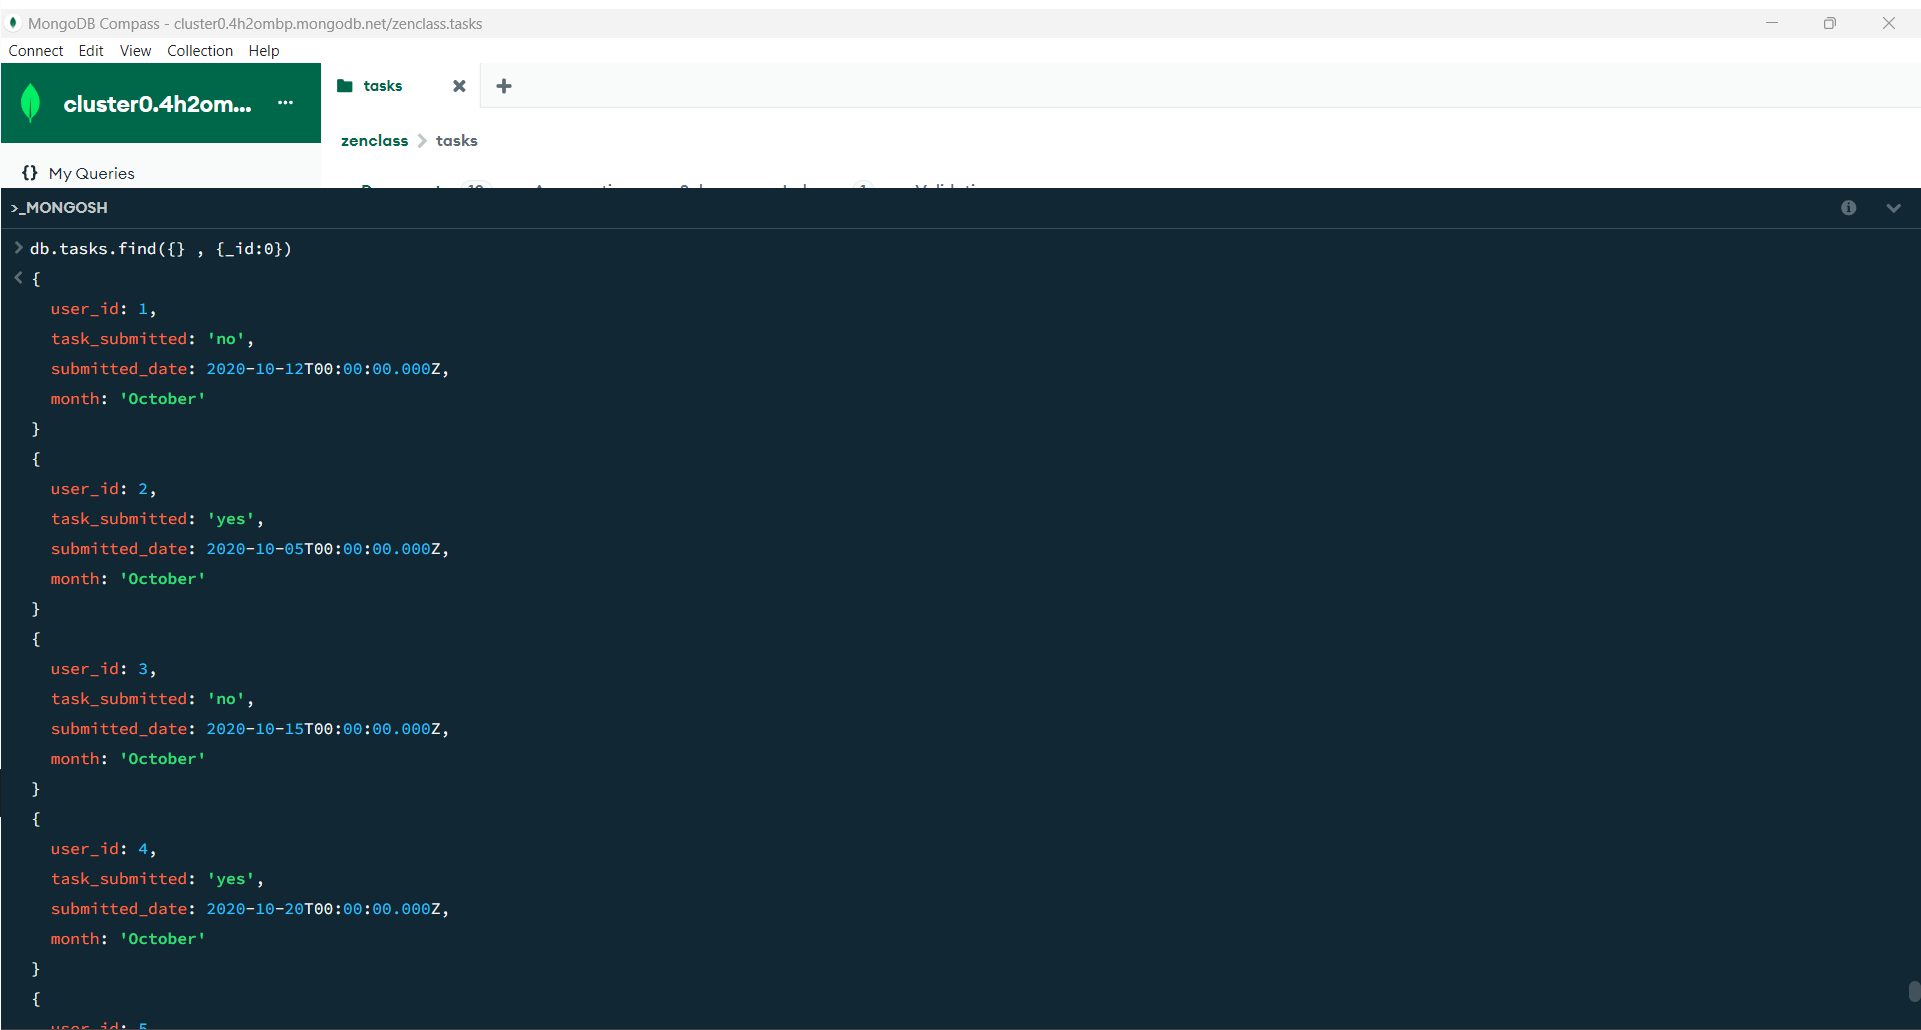 MongoDB Compass - cluster0.4h2ombp.mongodb.net/zenclass.tasks
Connect Edit View Collection Help
cluster0.4h2om... ...
tasks
zenclass > tasks
{} My Queries
>_MONGOSH
> db.tasks.find({} , {_id:0})
< {
user_id: 1,
task_submitted: 'no',
submitted_date: 2020-10-12T00:00:00.000Z,
month: 'October'
}
{
user_id: 2,
task_submitted: 'yes',
submitted_date: 2020-10-05T00:00:00.000Z,
month: 'October'
}
{
user_id: 3,
task_submitted: 'no',
submitted_date: 2020-10-15T00:00:00.000Z,
month: 'October'
}
{
user_id: 4,
task_submitted: 'yes',
submitted_date: 2020-10-20T00:00:00.000Z,
month: 'October'
}
{
user_id: 5